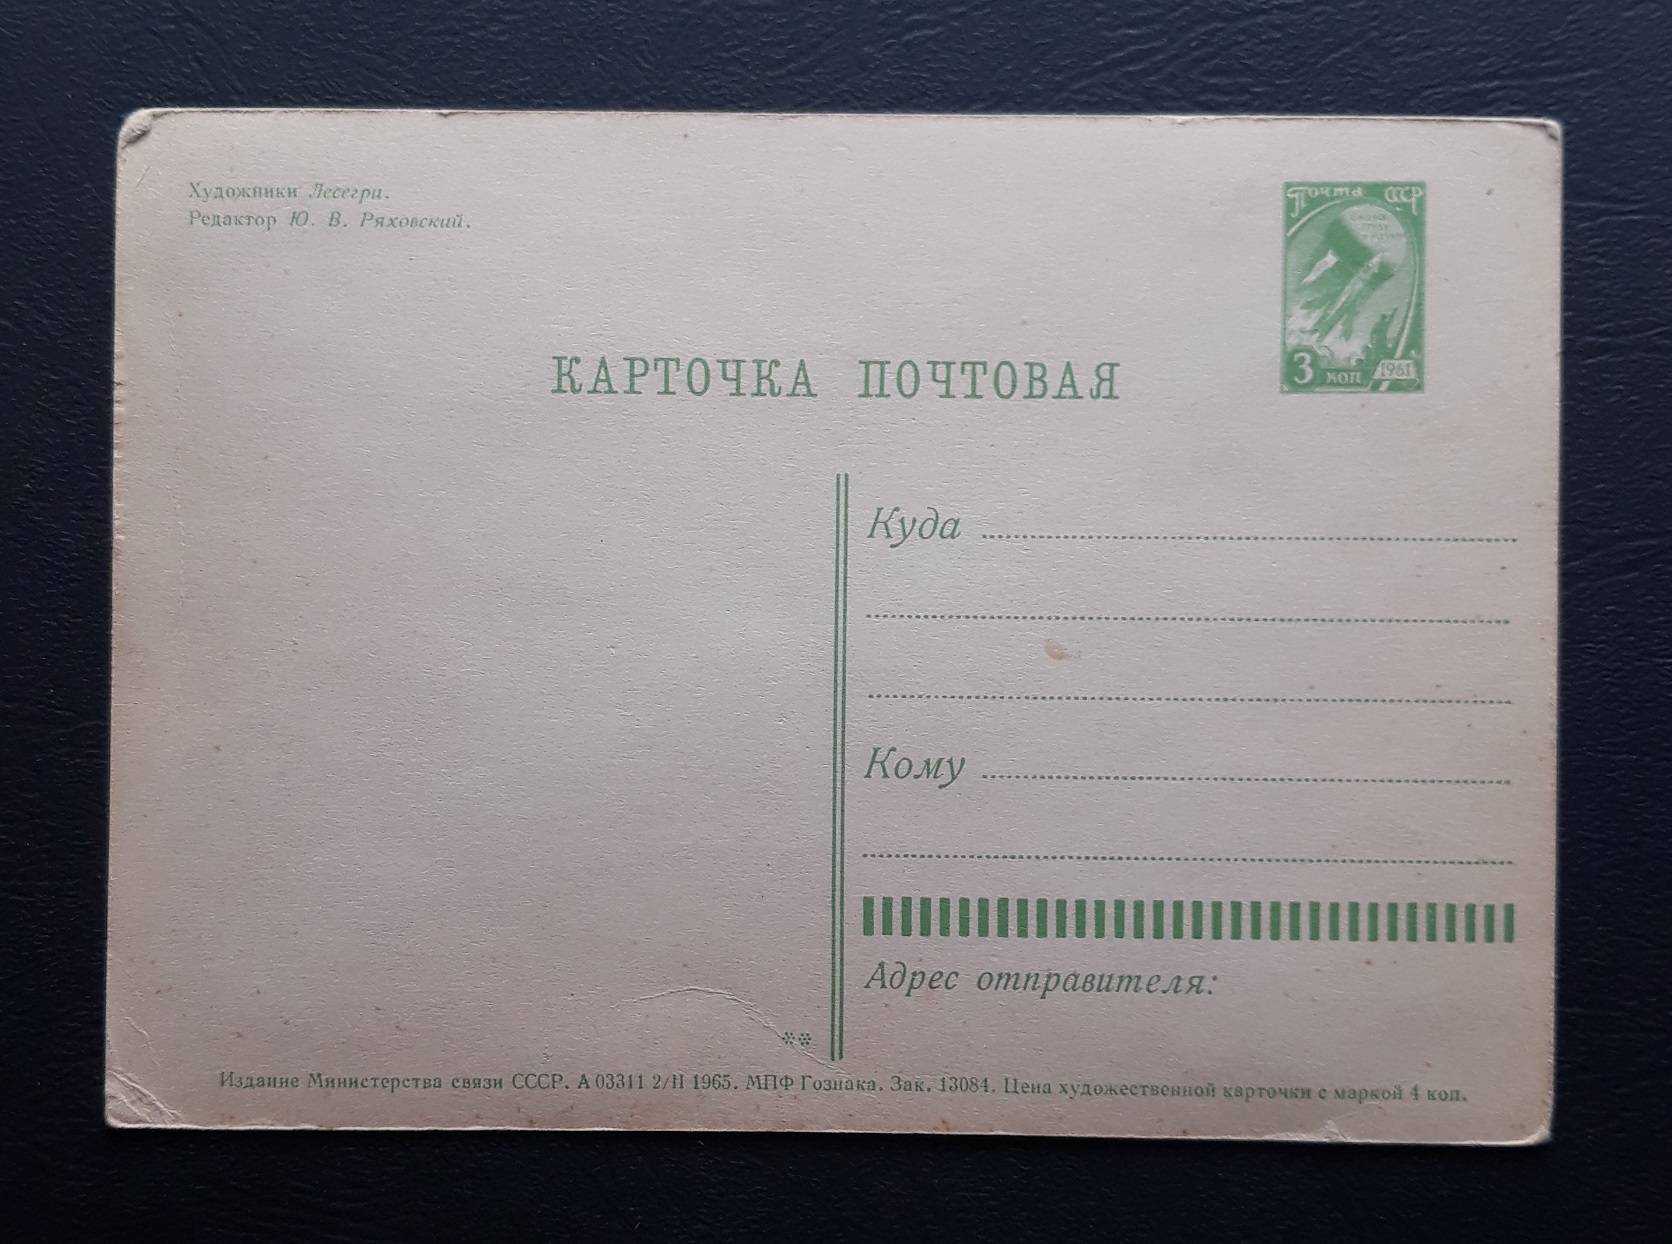 Художники Лесегри.
Редактор Ю. В. Ряховский.
Почта СССР
3 коп 1961
КАРТОЧКА ПОЧТОВАЯ
Куда
Кому
Адрес отправителя:
Издание Министерства связи СССР. А 03311 2/II 1965. МПФ Гознака. Зак. 13084. Цена художественной карточки с маркой 4 коп.